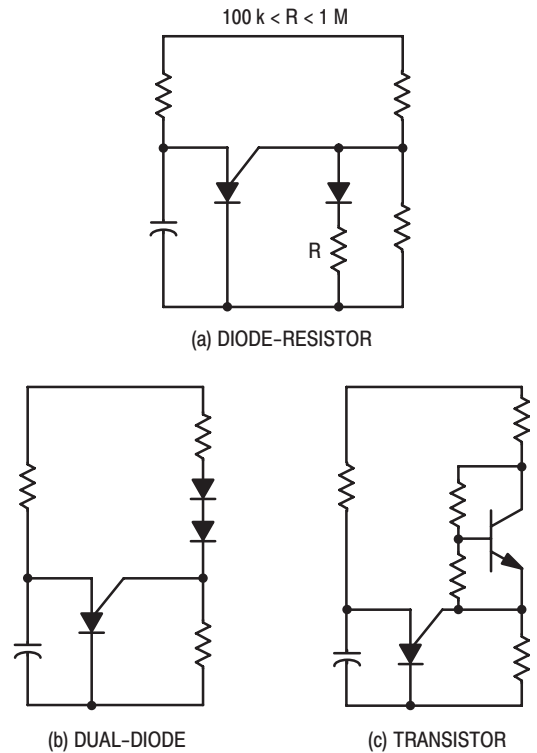 100 k < R < 1 M
R
(a) DIODE-RESISTOR
(b) DUAL-DIODE
(c) TRANSISTOR